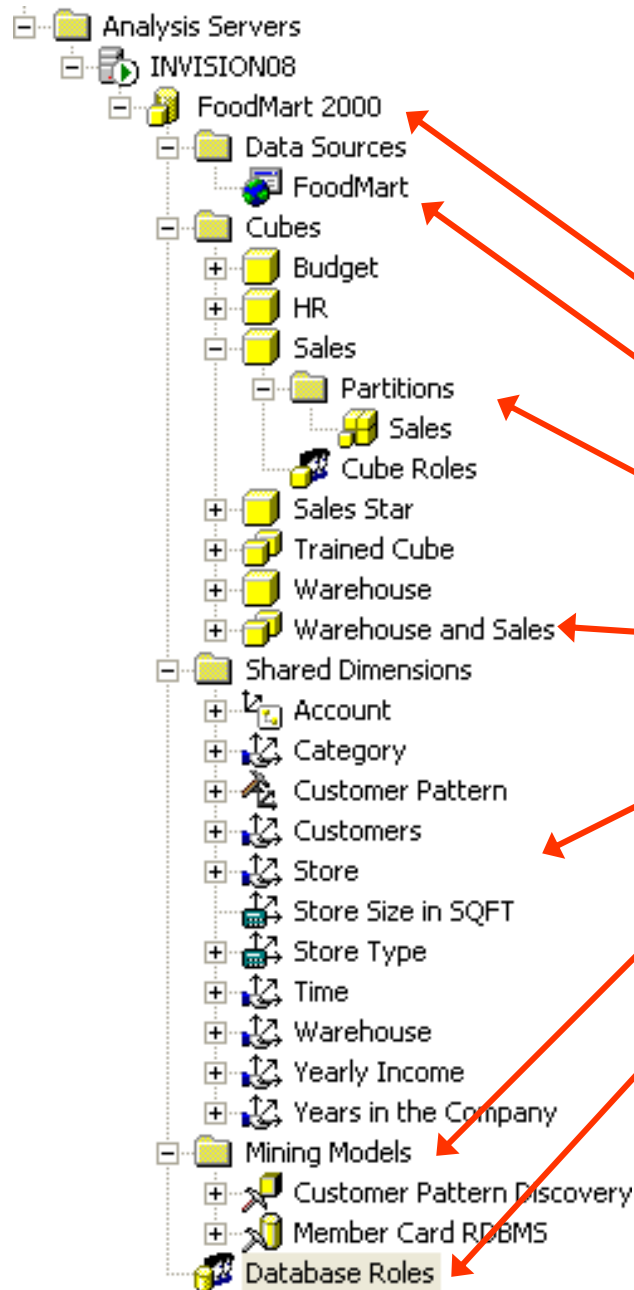 Analysis Servers
INVISION08
FoodMart 2000
Data Sources
FoodMart
Cubes
Budget
HR
Sales
Partitions
Sales
Cube Roles
Sales Star
Trained Cube
Warehouse
Warehouse and Sales
Shared Dimensions
Account
Category
Customer Pattern
Customers
Store
Store Size in SQFT
Store Type
Time
Warehouse
Yearly Income
Years in the Company
Mining Models
Customer Pattern Discovery
Member Card RDBMS
Database Roles